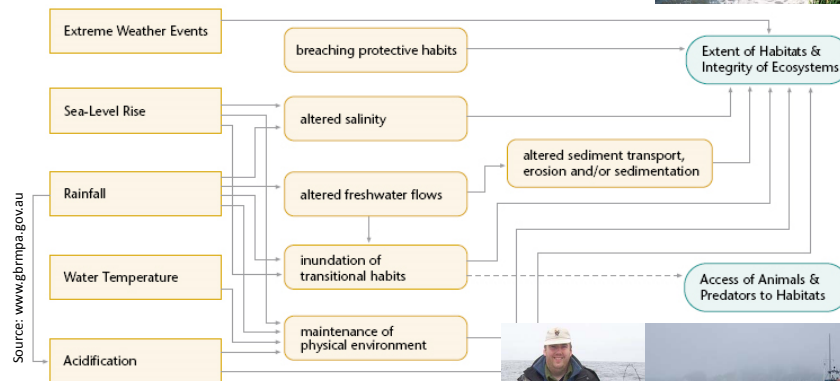 Extreme Weather Events
breaching protective habits
Extent of Habitats &
Integrity of Ecosystems
Sea-Level Rise
altered salinity
altered sediment transport,
erosion and/or sedimentation
Rainfall
altered freshwater flows
inundation of
transitional habits
Water Temperature
Access of Animals &
Predators to Habitats
maintenance of
physical environment
Acidification
Source: www.gbrmpa.gov.au